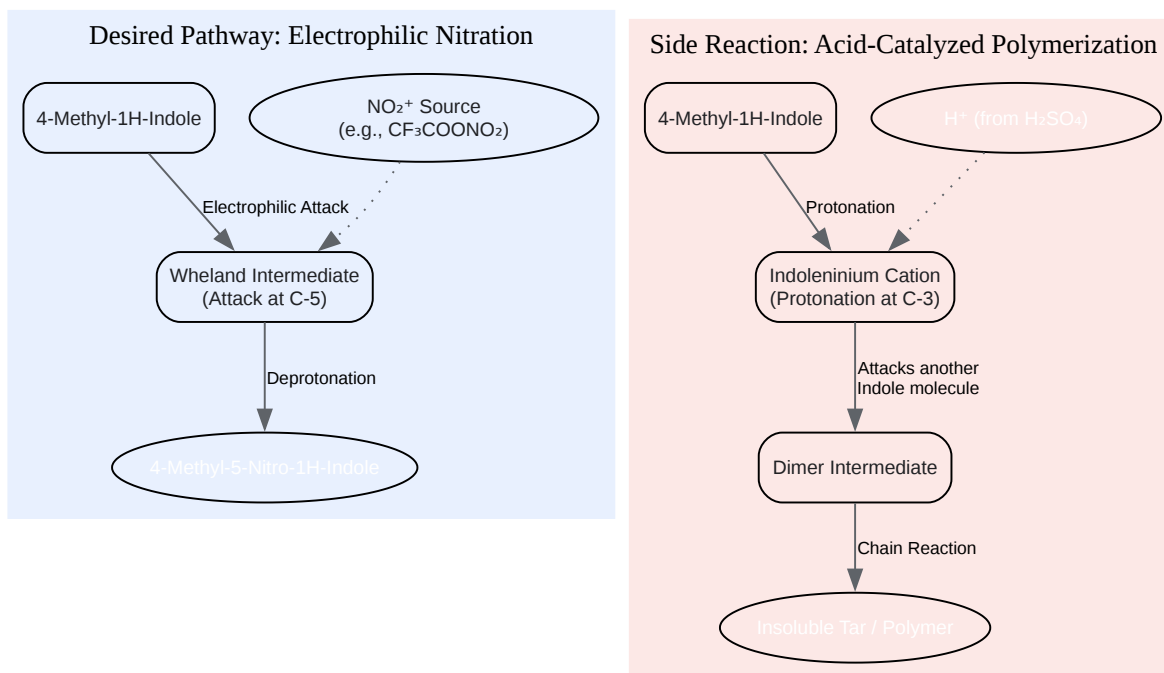 Desired Pathway: Electrophilic Nitration
4-Methyl-1H-Indole
NO₂⁺ Source
(e.g., CF₃COONO₂)
Electrophilic Attack
Wheland Intermediate
(Attack at C-5)
Deprotonation
4-Methyl-5-Nitro-1H-Indole
Side Reaction: Acid-Catalyzed Polymerization
4-Methyl-1H-Indole
H⁺ (from H₂SO₄)
Protonation
Indoleninium Cation
(Protonation at C-3)
Attacks another
Indole molecule
Dimer Intermediate
Chain Reaction
Insoluble Tar / Polymer